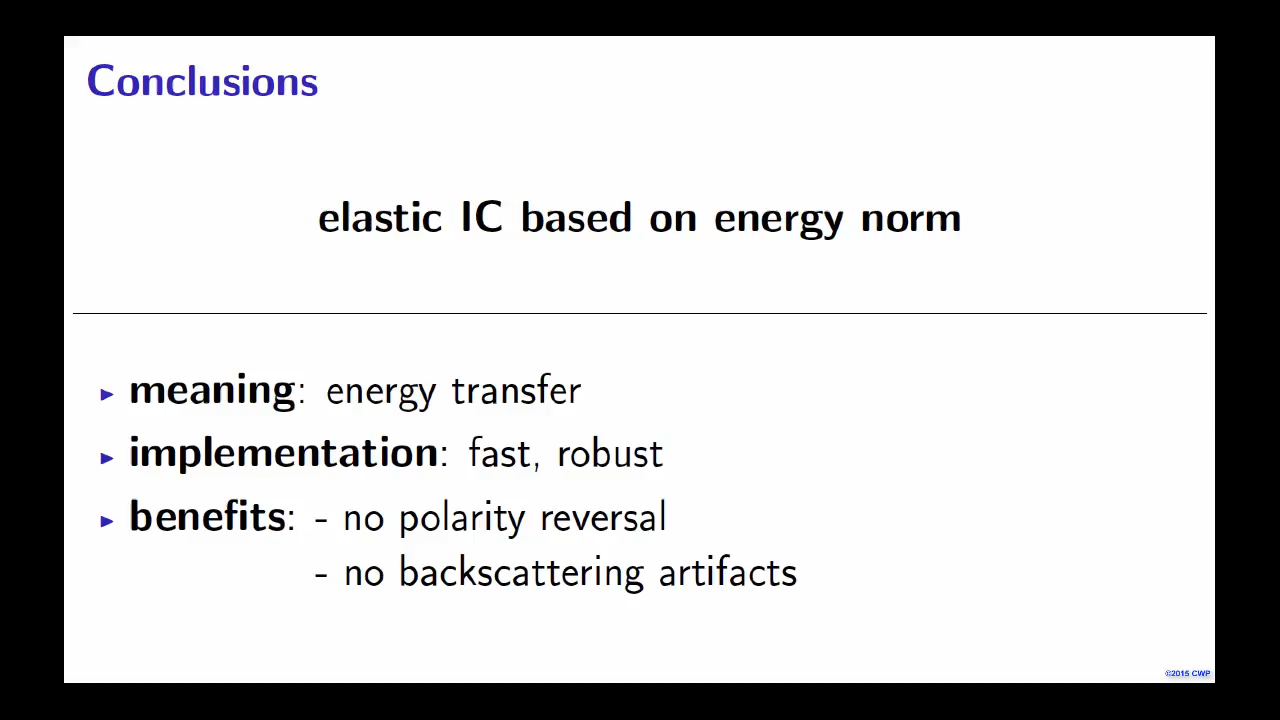 Conclusions
elastic IC based on energy norm
▶ meaning: energy transfer
▶ implementation: fast, robust
▶ benefits: - no polarity reversal
- no backscattering artifacts
©2015 CWP